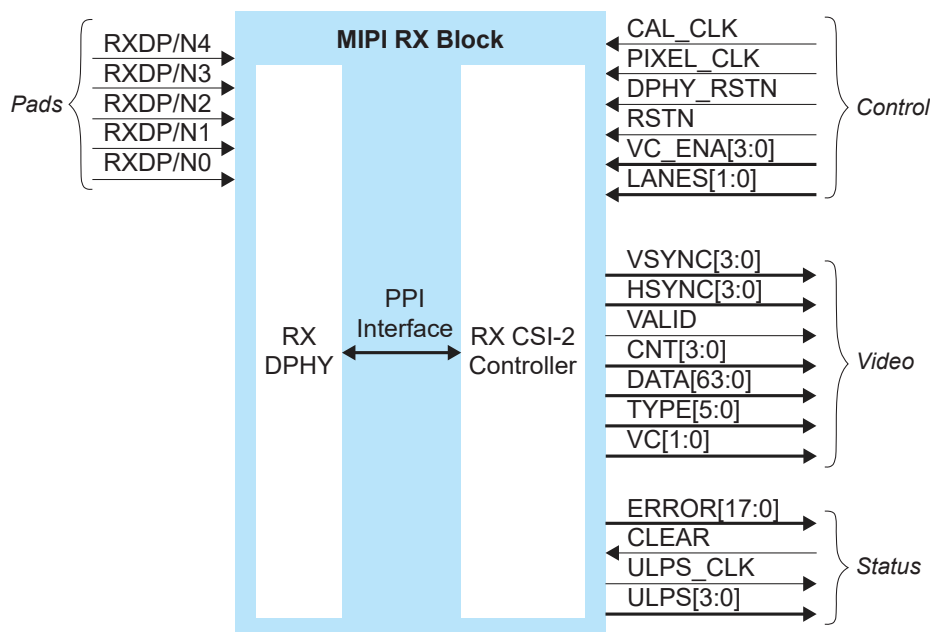 MIPI RX Block
Pads
RXDP/N4
RXDP/N3
RXDP/N2
RXDP/N1
RXDP/N0
RX
DPHY
PPI
Interface
RX CSI-2
Controller
CAL_CLK
PIXEL_CLK
DPHY_RSTN
RSTN
VC_ENA[3:0]
LANES[1:0]
Control
VSYNC[3:0]
HSYNC[3:0]
VALID
CNT[3:0]
DATA[63:0]
TYPE[5:0]
VC[1:0]
Video
ERROR[17:0]
CLEAR
ULPS_CLK
ULPS[3:0]
Status